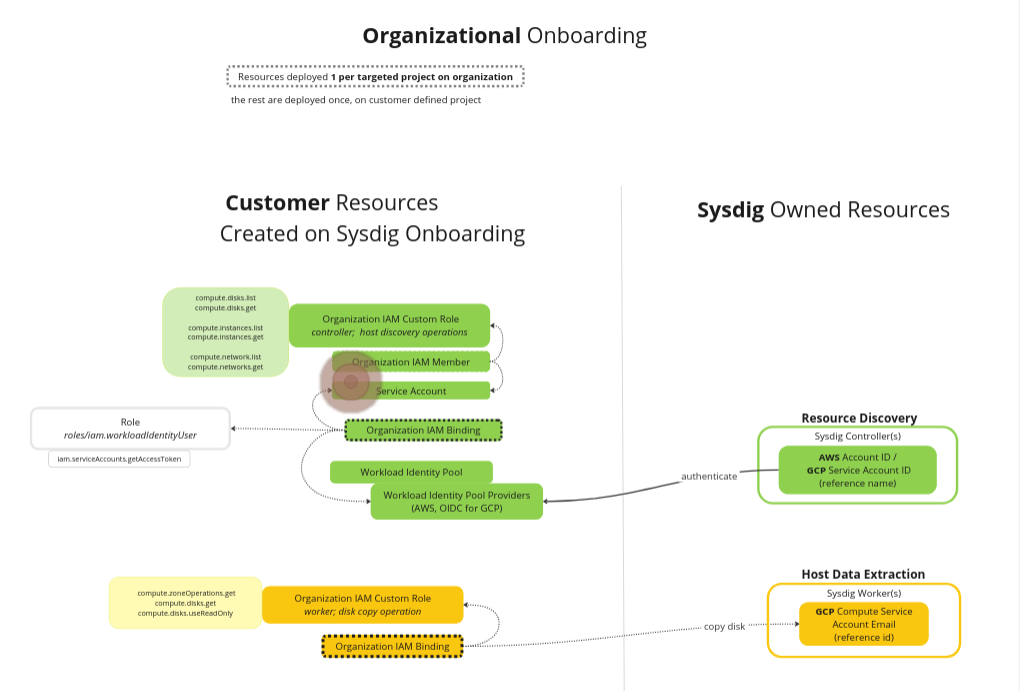 Organizational Onboarding
Resources deployed 1 per targeted project on organization
the rest are deployed once, on customer defined project
Customer Resources
Created on Sysdig Onboarding
Sysdig Owned Resources
compute.disks.list
compute.disks.get
compute.instances.list
compute.instances.get
compute.network.list
compute.networks.get
Organization IAM Custom Role
controller; host discovery operations
Organization IAM Member
Service Account
Organization IAM Binding
Role
roles/iam.workloadIdentityUser
iam.serviceAccounts.getAccessToken
Workload Identity Pool
Workload Identity Pool Providers
(AWS, OIDC for GCP)
authenticate
Resource Discovery
Sysdig Controller(s)
AWS Account ID /
GCP Service Account ID
(reference name)
compute.zoneOperations.get
compute.disks.get
compute.disks.useReadOnly
Organization IAM Custom Role
worker; disk copy operation
Organization IAM Binding
copy disk
Host Data Extraction
Sysdig Worker(s)
GCP Compute Service
Account Email
(reference id)